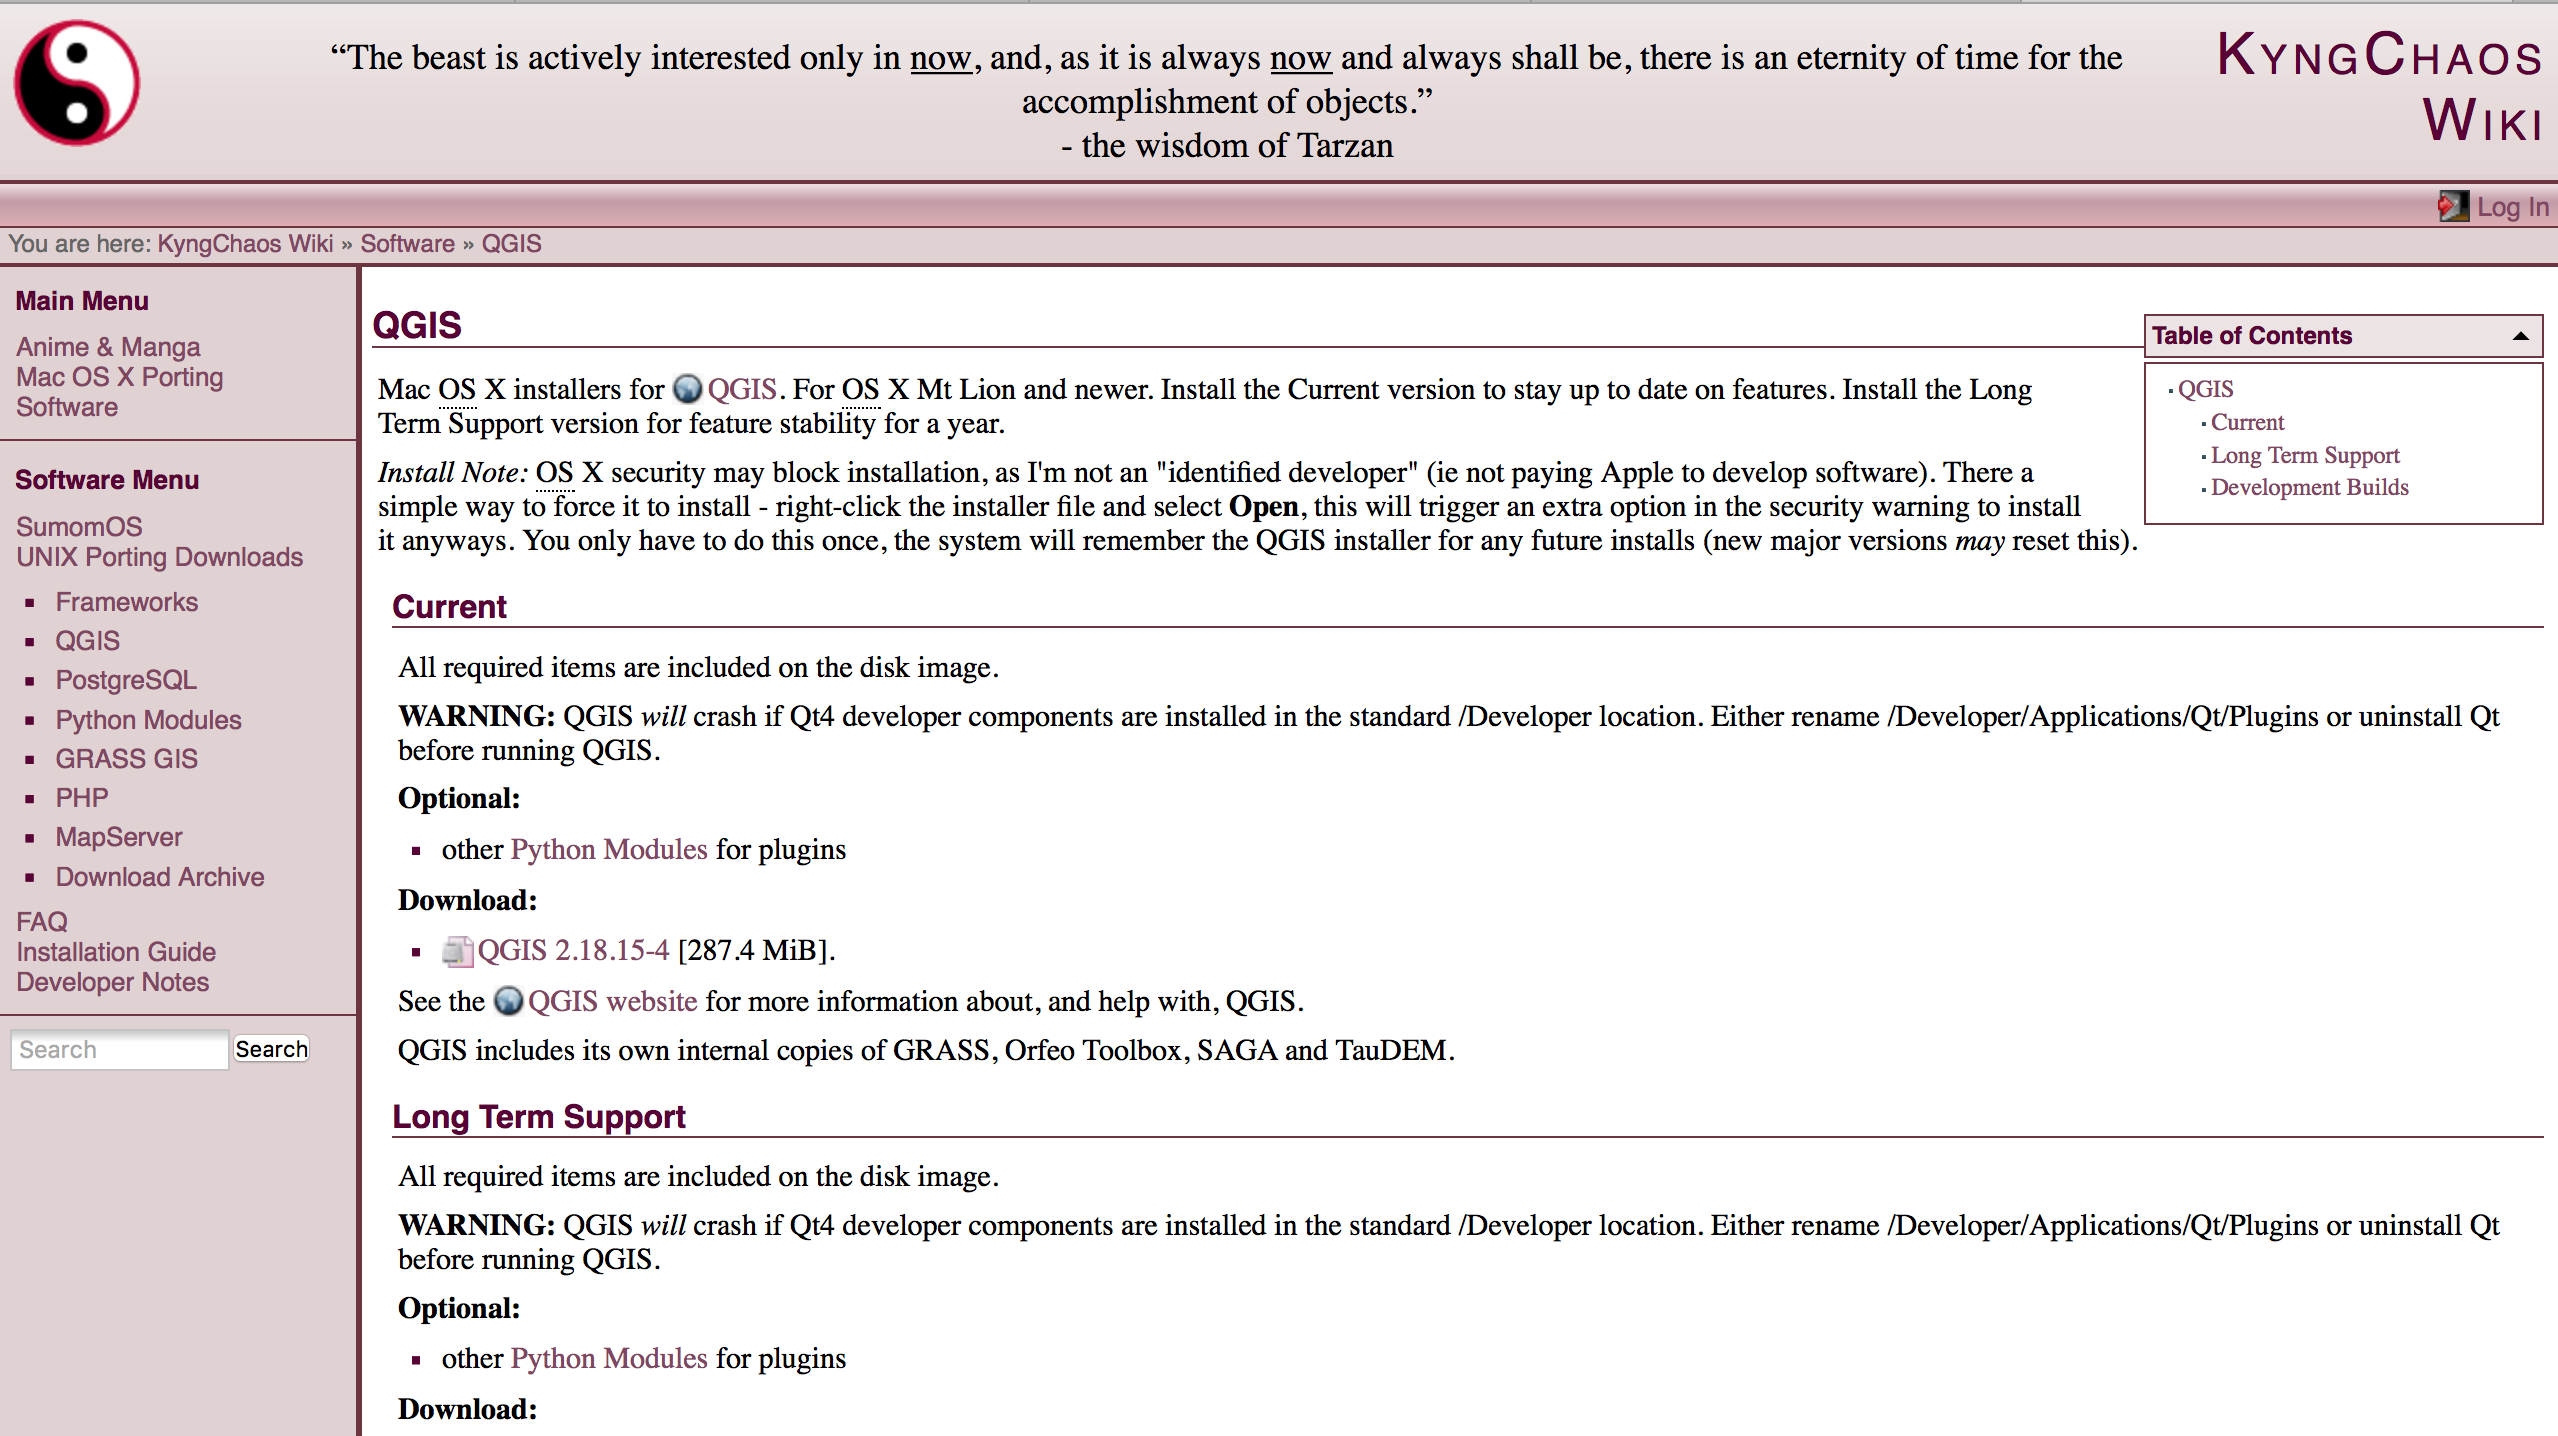 “The beast is actively interested only in now, and, as it is always now and always shall be, there is an eternity of time for the
accomplishment of objects.”
- the wisdom of Tarzan
KYNGCHAOS
WIKI
Log In
You are here: KyngChaos Wiki » Software » QGIS
Main Menu
Anime & Manga
Mac OS X Porting
Software
Software Menu
SumomOS
UNIX Porting Downloads
▪ Frameworks
▪ QGIS
▪ PostgreSQL
▪ Python Modules
▪ GRASS GIS
▪ PHP
▪ MapServer
▪ Download Archive
FAQ
Installation Guide
Developer Notes
Search
Search
QGIS
Mac OS X installers for QGIS. For OS X Mt Lion and newer. Install the Current version to stay up to date on features. Install the Long
Term Support version for feature stability for a year.
Install Note: OS X security may block installation, as I'm not an "identified developer" (ie not paying Apple to develop software). There a
simple way to force it to install - right-click the installer file and select Open, this will trigger an extra option in the security warning to install
it anyways. You only have to do this once, the system will remember the QGIS installer for any future installs (new major versions may reset this).
Table of Contents
▪ QGIS
▪ Current
▪ Long Term Support
▪ Development Builds
Current
All required items are included on the disk image.
WARNING: QGIS will crash if Qt4 developer components are installed in the standard /Developer location. Either rename /Developer/Applications/Qt/Plugins or uninstall Qt
before running QGIS.
Optional:
▪ other Python Modules for plugins
Download:
▪ QGIS 2.18.15-4 [287.4 MiB].
See the QGIS website for more information about, and help with, QGIS.
QGIS includes its own internal copies of GRASS, Orfeo Toolbox, SAGA and TauDEM.
Long Term Support
All required items are included on the disk image.
WARNING: QGIS will crash if Qt4 developer components are installed in the standard /Developer location. Either rename /Developer/Applications/Qt/Plugins or uninstall Qt
before running QGIS.
Optional:
▪ other Python Modules for plugins
Download: